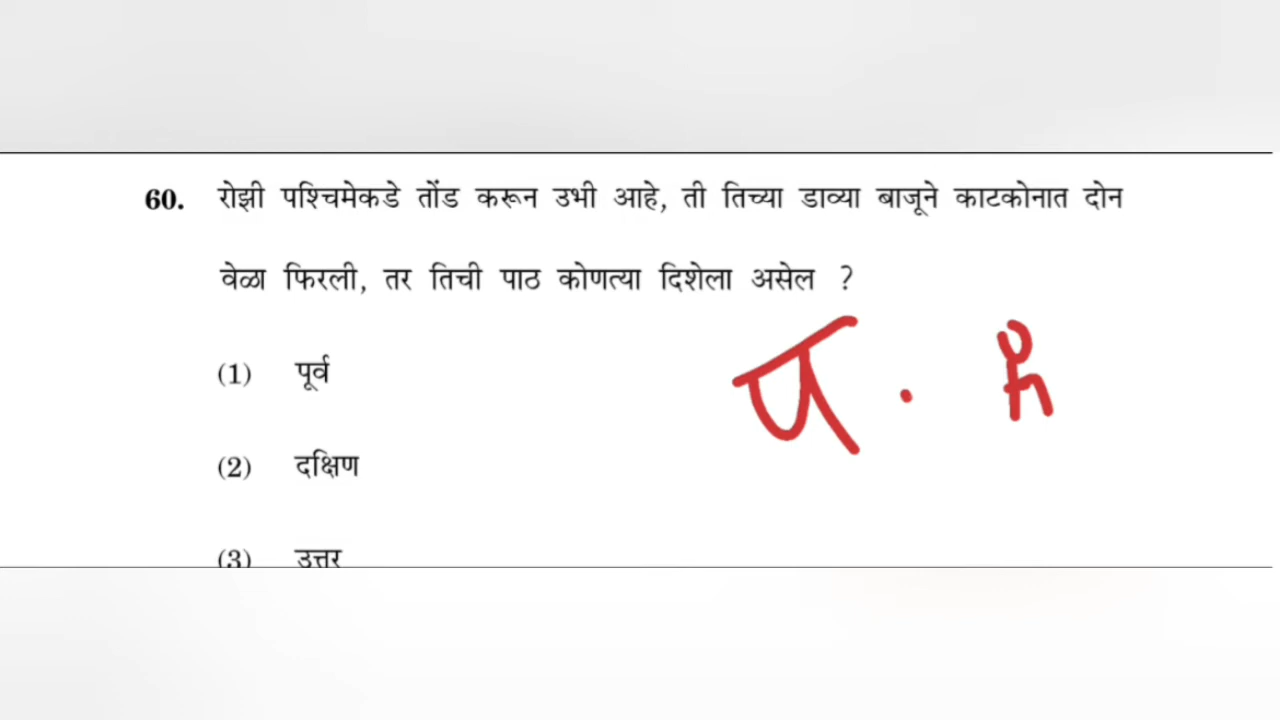 60. रोझी पश्चिमेकडे तोंड करून उभी आहे, ती तिच्या डाव्या बाजूने काटकोनात दोन
वेळा फिरली, तर तिची पाठ कोणत्या दिशेला असेल ?
(1) पूर्व
(2) दक्षिण
(3) उत्तर